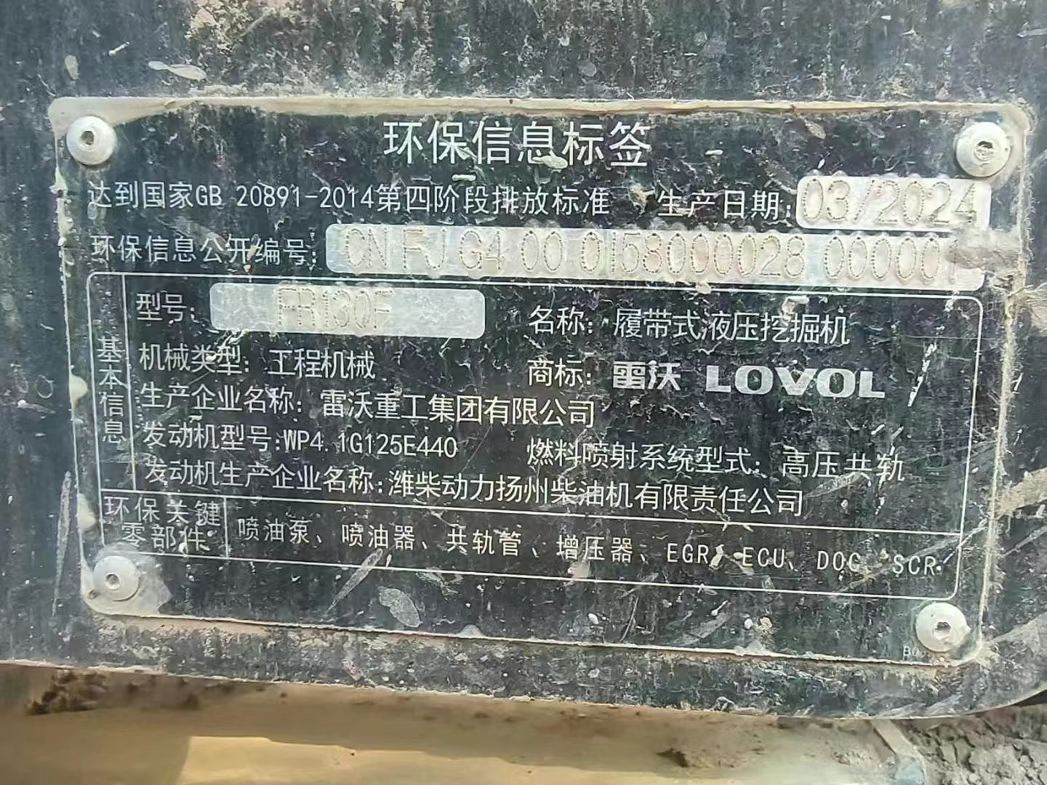 环保信息标签
达到国家GB 20891-2014第四阶段排放标准 生产日期:03/2024
环保信息公开编号: CN FJ G4 00 0158000028 000001
基本信息
型号: FR130F 名称: 履带式液压挖掘机
机械类型: 工程机械 商标: 雷沃 LOVOL
生产企业名称: 雷沃重工集团有限公司
发动机型号:WP4.1G125E440 燃料喷射系统型式: 高压共轨
发动机生产企业名称:潍柴动力扬州柴油机有限责任公司
环保关键零部件 喷油泵、喷油器、共轨管、增压器、EGR、ECU、DOC、SCR